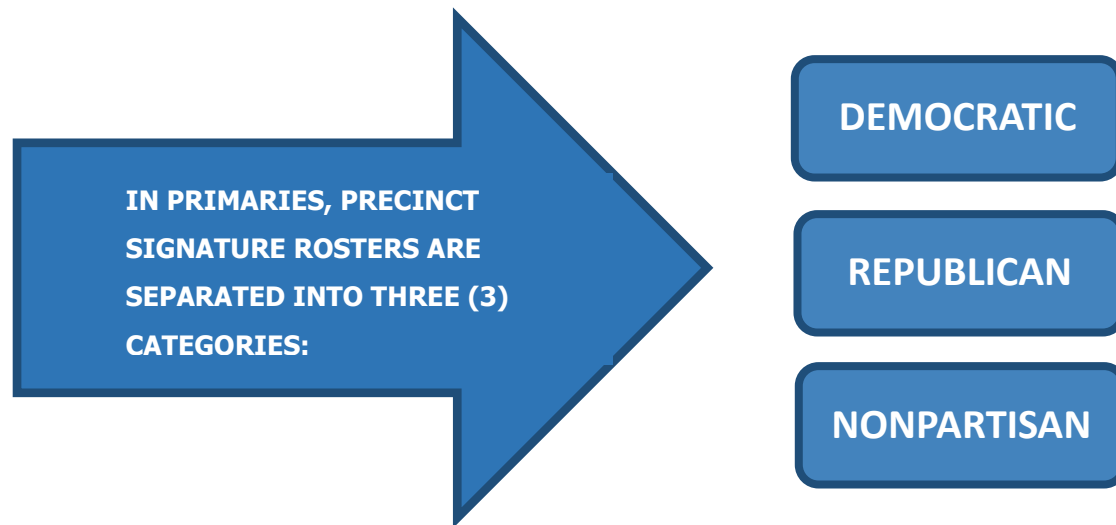 IN PRIMARIES, PRECINCT
SIGNATURE ROSTERS ARE
SEPARATED INTO THREE (3)
CATEGORIES:
DEMOCRATIC
REPUBLICAN
NONPARTISAN